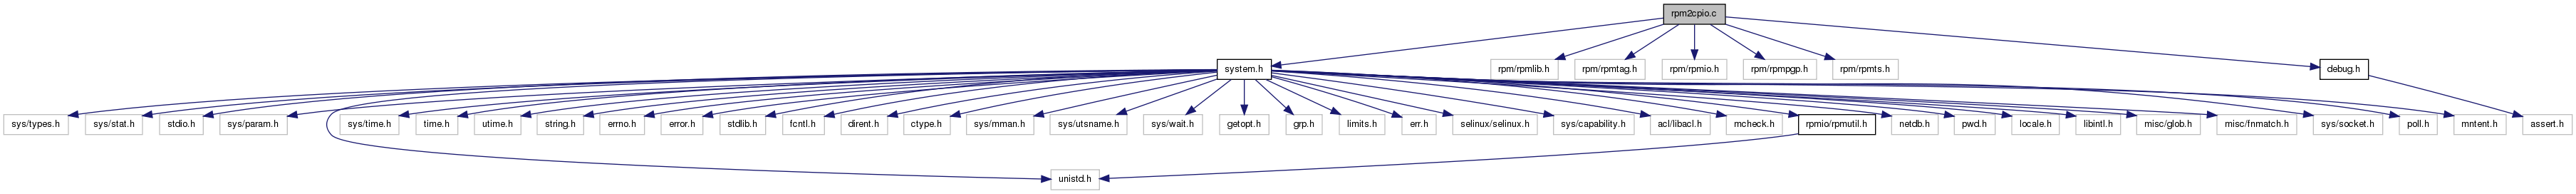 rpm2cpio.c
system.h
rpm/rpmlib.h
rpm/rpmtag.h
rpm/rpmio.h
rpm/rpmpgp.h
rpm/rpmts.h
debug.h
sys/types.h
sys/stat.h
stdio.h
sys/param.h
sys/time.h
time.h
utime.h
string.h
errno.h
error.h
stdlib.h
fcntl.h
dirent.h
ctype.h
sys/mman.h
sys/utsname.h
sys/wait.h
getopt.h
grp.h
limits.h
err.h
selinux/selinux.h
sys/capability.h
acl/libacl.h
mcheck.h
rpmio/rpmutil.h
netdb.h
pwd.h
locale.h
libintl.h
misc/glob.h
misc/fnmatch.h
sys/socket.h
poll.h
mntent.h
assert.h
unistd.h